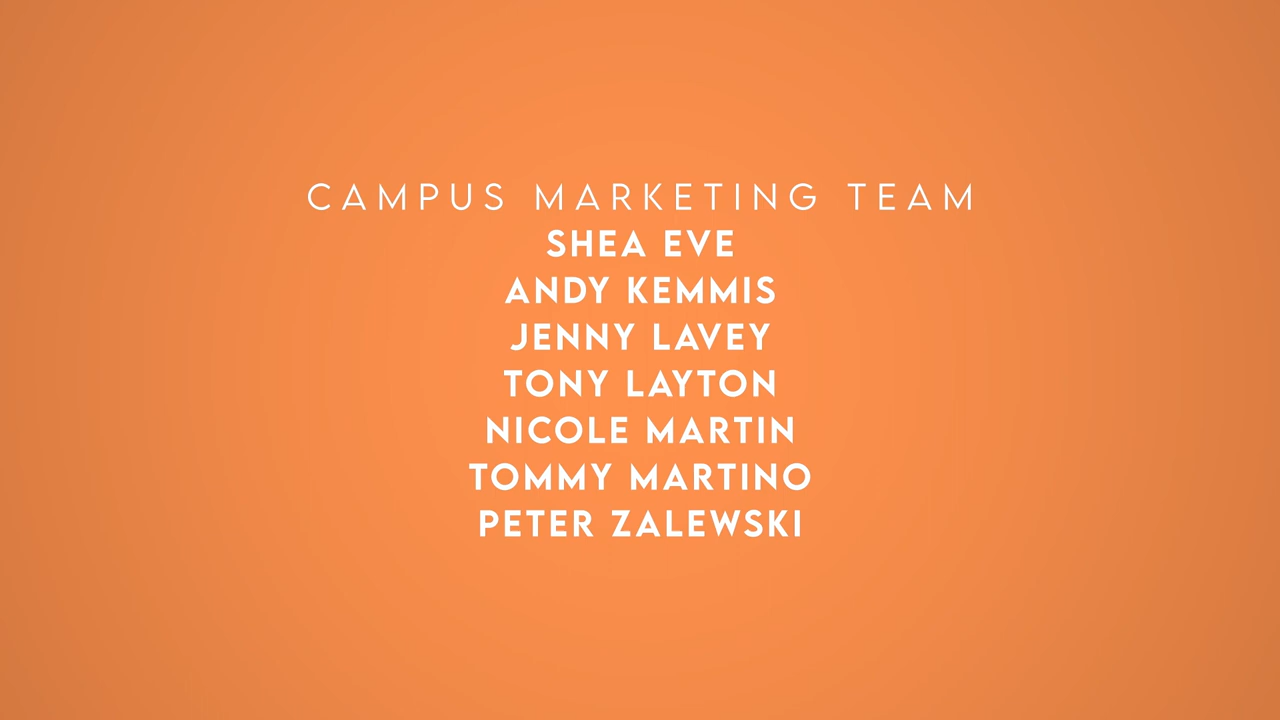 CAMPUS MARKETING TEAM
SHEA EVE
ANDY KEMMIS
JENNY LAVEY
TONY LAYTON
NICOLE MARTIN
TOMMY MARTINO
PETER ZALEWSKI